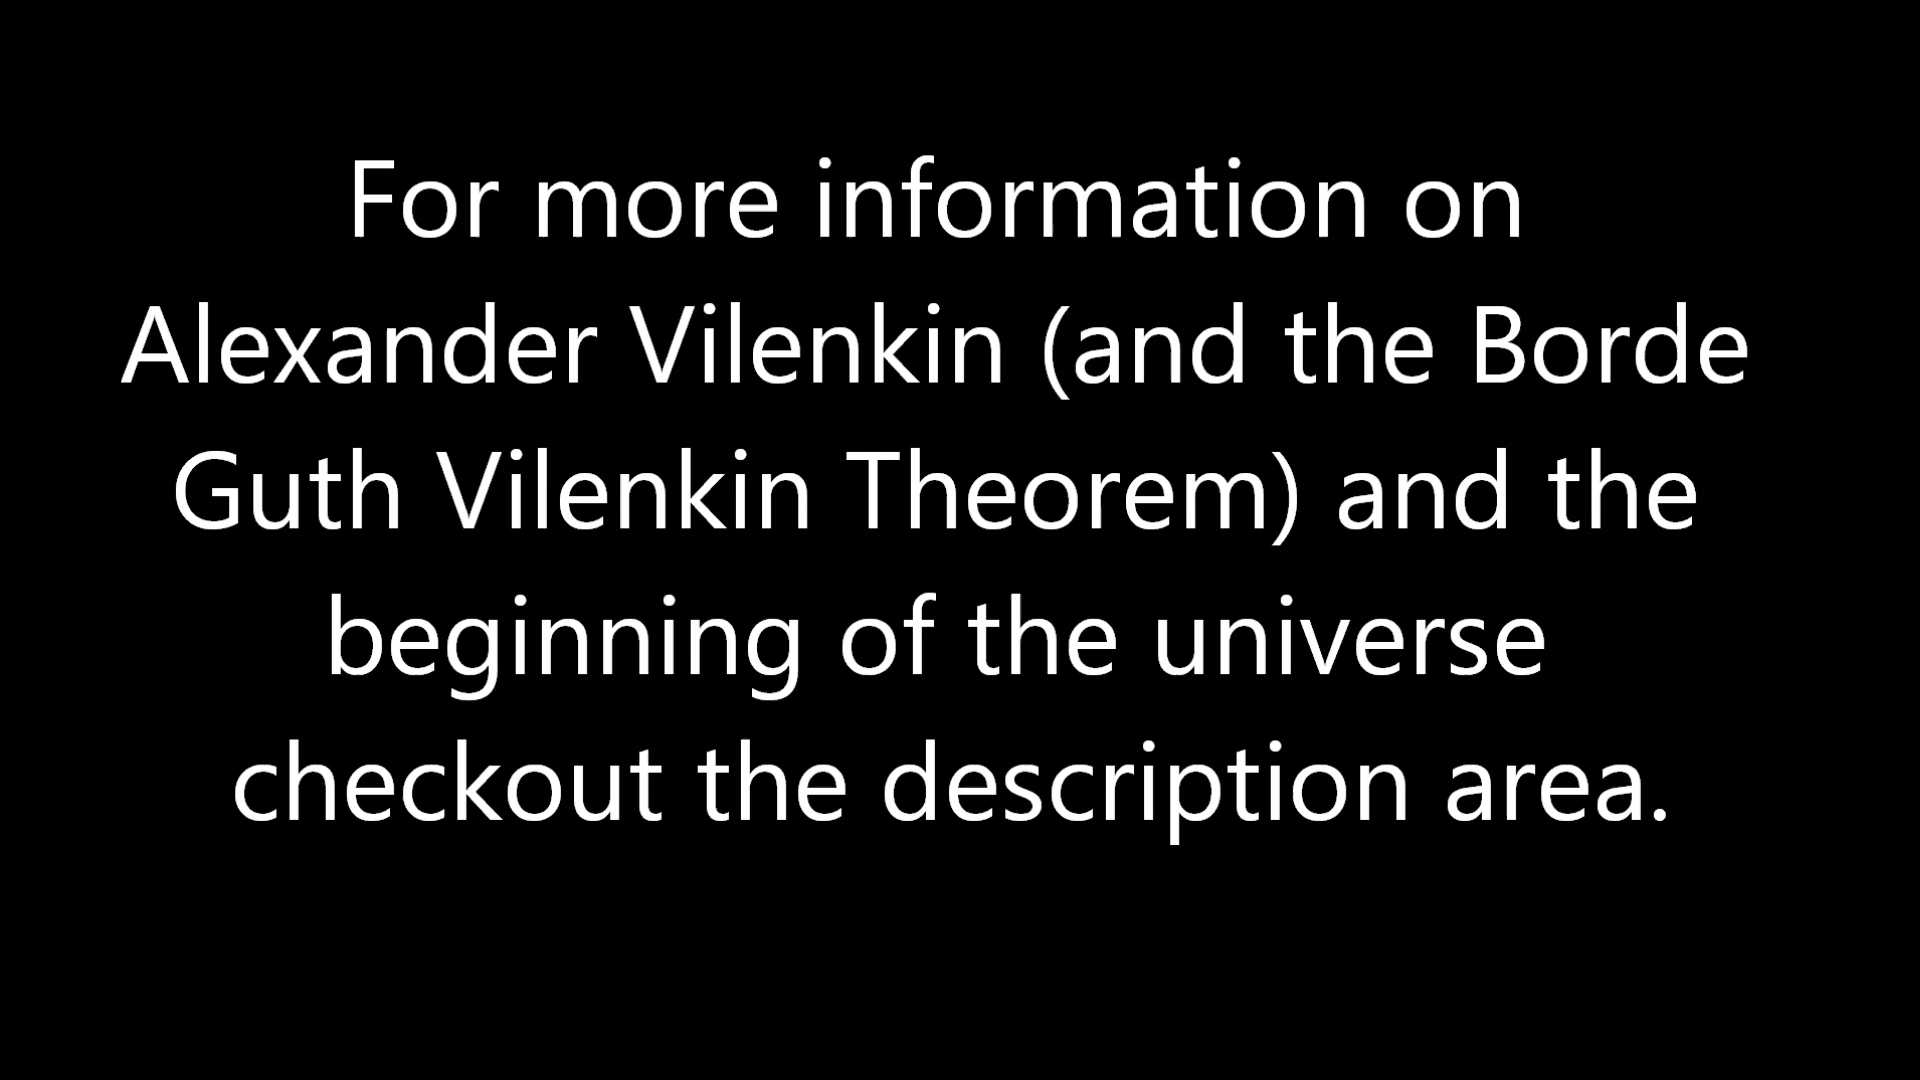 For more information on
Alexander Vilenkin (and the Borde
Guth Vilenkin Theorem) and the
beginning of the universe
checkout the description area.